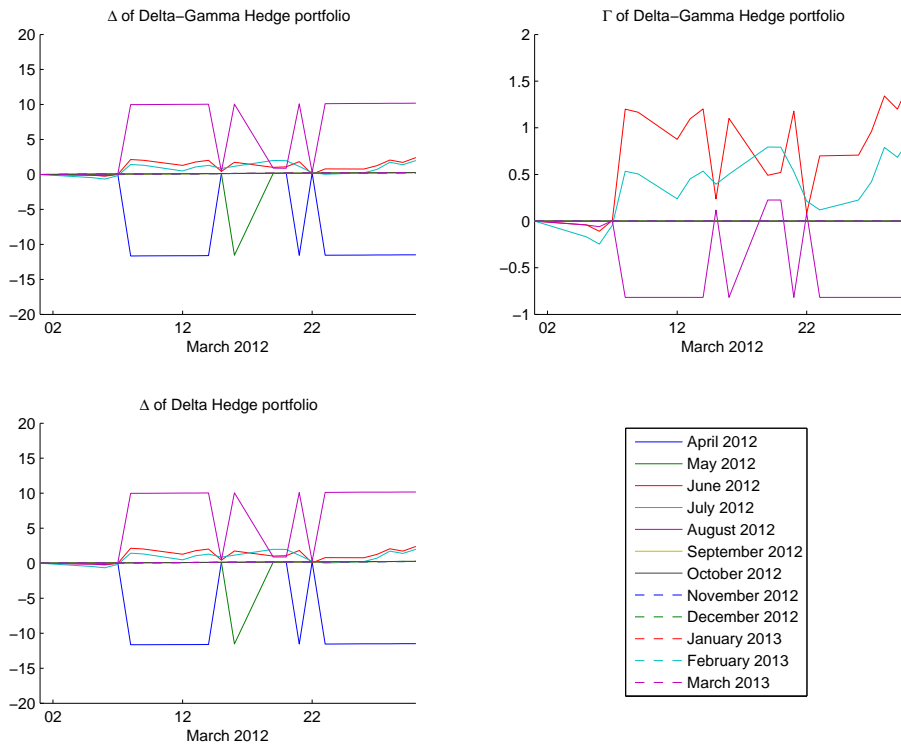 Δ of Delta−Gamma Hedge portfolio
20
15
10
5
0
−5
−10
−15
−20
02
12
22
March 2012
Γ of Delta−Gamma Hedge portfolio
2
1.5
1
0.5
0
−0.5
−1
02
12
22
March 2012
Δ of Delta Hedge portfolio
20
15
10
5
0
−5
−10
−15
−20
02
12
22
March 2012
April 2012
May 2012
June 2012
July 2012
August 2012
September 2012
October 2012
November 2012
December 2012
January 2013
February 2013
March 2013